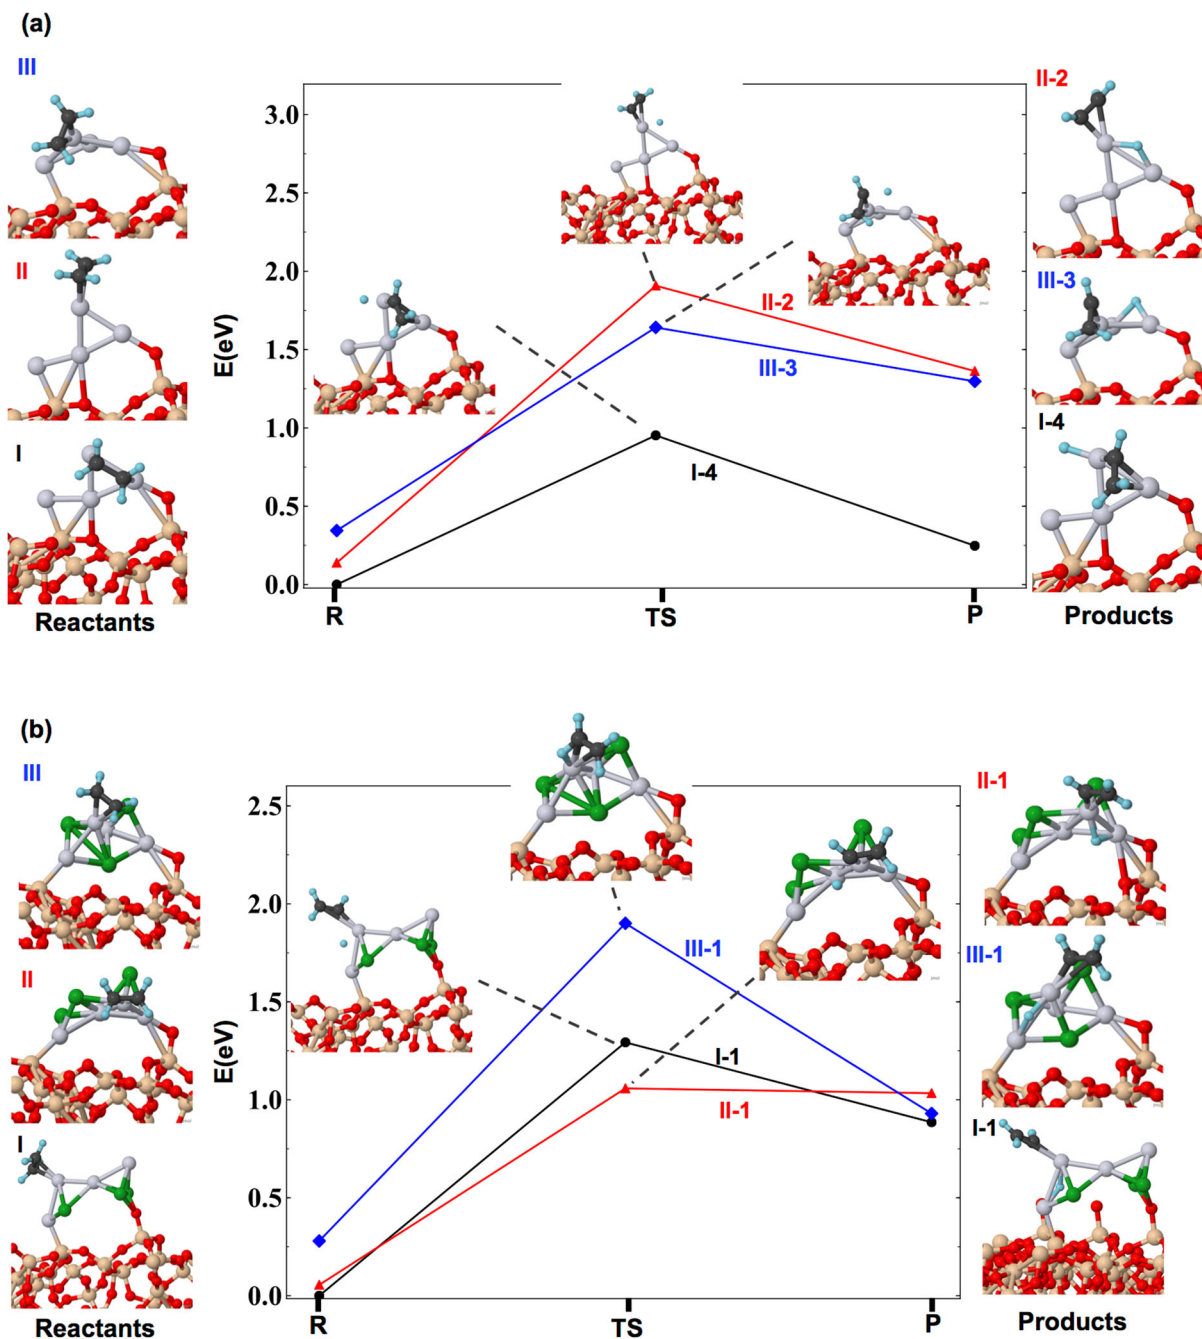 (a)
III
II
I
Reactants
3.0
2.5
2.0
1.5
1.0
0.5
0.0
E(eV)
R
TS
P
II-2
III-3
I-4
II-2
III-3
I-4
Products
(b)
III
II
I
Reactants
2.5
2.0
1.5
1.0
0.5
0.0
E(eV)
R
TS
P
III-1
I-1
II-1
II-1
III-1
I-1
Products